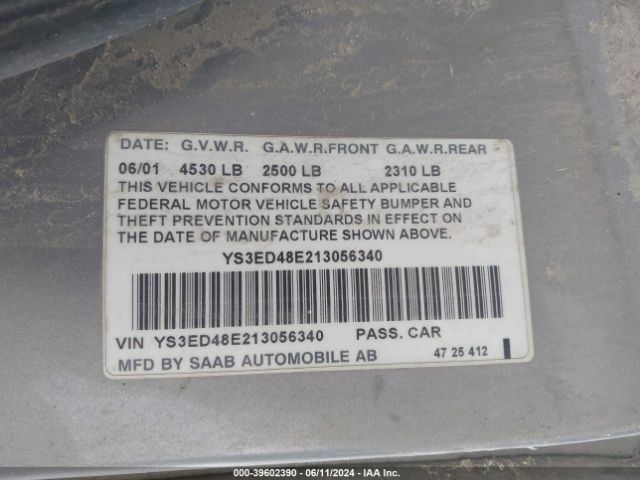 DATE: G.V.W.R. G.A.W.R.FRONT G.A.W.R.REAR
06/01 4530 LB 2500 LB 2310 LB
THIS VEHICLE CONFORMS TO ALL APPLICABLE
FEDERAL MOTOR VEHICLE SAFETY BUMPER AND
THEFT PREVENTION STANDARDS IN EFFECT ON
THE DATE OF MANUFACTURE SHOWN ABOVE.
YS3ED48E213056340
VIN YS3ED48E213056340 PASS. CAR
MFD BY SAAB AUTOMOBILE AB 47 25 412
000-39602390 - 06/11/2024 - IAA Inc.